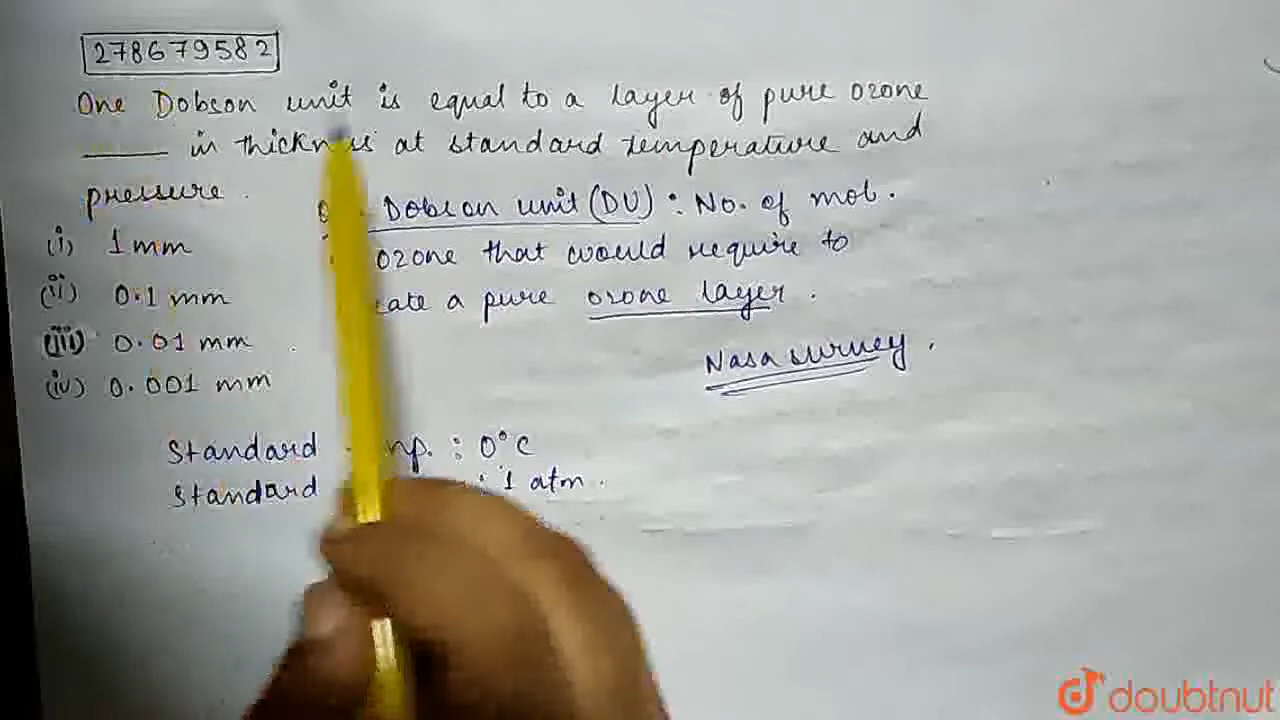 278679582
One Dobson unit is equal to a layer of pure ozone
____ in thickness at standard temperature and
pressure.
Dobson unit (DU) : No. of mob.
ozone that would require to
a pure ozone layer.
(i) 1 mm
(ii) 0.1 mm
(iii) 0.01 mm
(iv) 0.001 mm
Nasa survey.
Standard : 0°C
Standard : 1 atm.
doubtnut